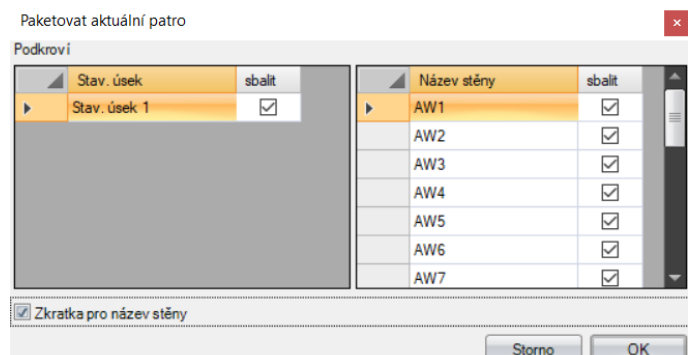 Paketovat aktuální patro
Podkroví
Stav. úsek sbalit
Stav. úsek 1
Název stěny sbalit
AW1
AW2
AW3
AW4
AW5
AW6
AW7
Zkratka pro název stěny
Storno OK